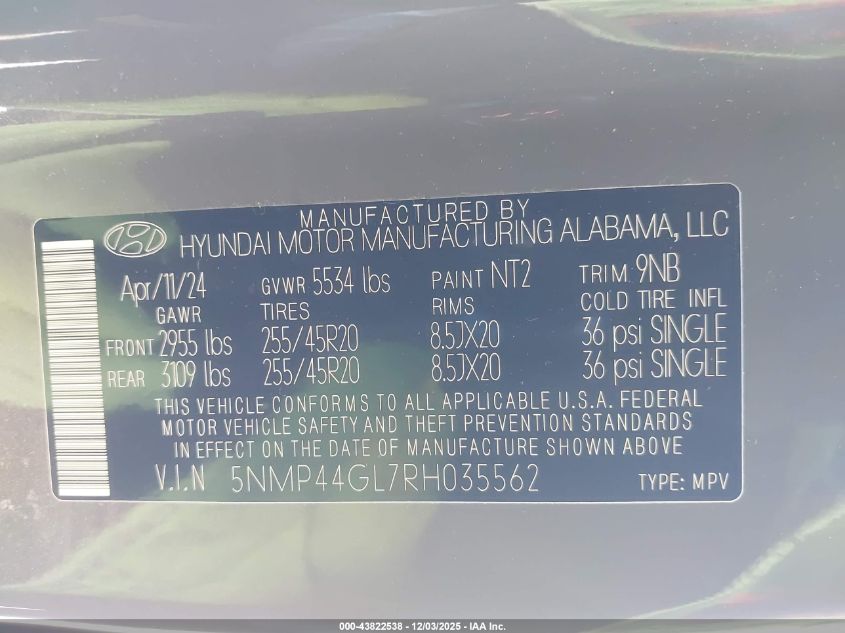 MANUFACTURED BY
HYUNDAI MOTOR MANUFACTURING ALABAMA, LLC
Apr/11/24 GVWR 5534 lbs PAINT NT2 TRIM 9NB
GAWR TIRES RIMS COLD TIRE INFL
FRONT 2955 lbs 255/45R20 8.5JX20 36 psi SINGLE
REAR 3109 lbs 255/45R20 8.5JX20 36 psi SINGLE
THIS VEHICLE CONFORMS TO ALL APPLICABLE U.S.A. FEDERAL
MOTOR VEHICLE SAFETY AND THEFT PREVENTION STANDARDS
IN EFFECT ON THE DATE OF MANUFACTURE SHOWN ABOVE
V.I.N 5NMP44GL7RH035562 TYPE: MPV
000-43822538 - 12/03/2025 - IAA Inc.